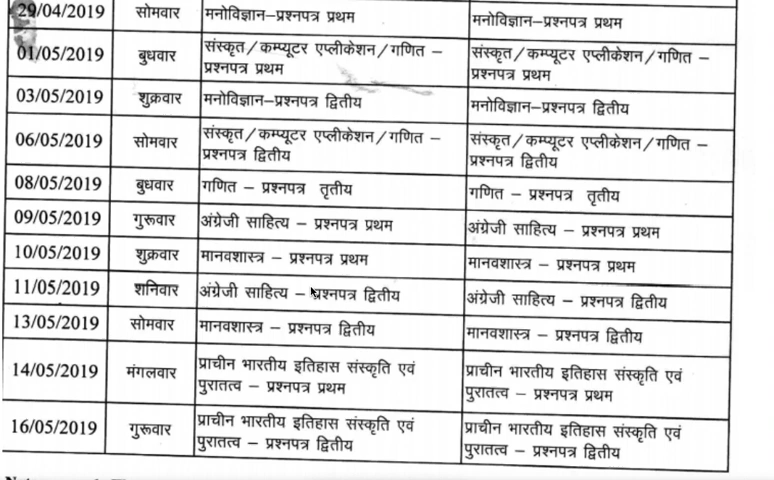 29/04/2019 सोमवार मनोविज्ञान–प्रश्नपत्र प्रथम मनोविज्ञान–प्रश्नपत्र प्रथम
01/05/2019 बुधवार संस्कृत/कम्प्यूटर एप्लीकेशन/गणित – संस्कृत/कम्प्यूटर एप्लीकेशन/गणित –
प्रश्नपत्र प्रथम प्रश्नपत्र प्रथम
03/05/2019 शुक्रवार मनोविज्ञान–प्रश्नपत्र द्वितीय मनोविज्ञान–प्रश्नपत्र द्वितीय
06/05/2019 सोमवार संस्कृत/कम्प्यूटर एप्लीकेशन/गणित – संस्कृत/कम्प्यूटर एप्लीकेशन/गणित –
प्रश्नपत्र द्वितीय प्रश्नपत्र द्वितीय
08/05/2019 बुधवार गणित – प्रश्नपत्र तृतीय गणित – प्रश्नपत्र तृतीय
09/05/2019 गुरूवार अंग्रेजी साहित्य – प्रश्नपत्र प्रथम अंग्रेजी साहित्य – प्रश्नपत्र प्रथम
10/05/2019 शुक्रवार मानवशास्त्र – प्रश्नपत्र प्रथम मानवशास्त्र – प्रश्नपत्र प्रथम
11/05/2019 शनिवार अंग्रेजी साहित्य – प्रश्नपत्र द्वितीय अंग्रेजी साहित्य – प्रश्नपत्र द्वितीय
13/05/2019 सोमवार मानवशास्त्र – प्रश्नपत्र द्वितीय मानवशास्त्र – प्रश्नपत्र द्वितीय
14/05/2019 मंगलवार प्राचीन भारतीय इतिहास संस्कृति एवं प्राचीन भारतीय इतिहास संस्कृति एवं
पुरातत्व – प्रश्नपत्र प्रथम पुरातत्व – प्रश्नपत्र प्रथम
16/05/2019 गुरूवार प्राचीन भारतीय इतिहास संस्कृति एवं प्राचीन भारतीय इतिहास संस्कृति एवं
पुरातत्व – प्रश्नपत्र द्वितीय पुरातत्व – प्रश्नपत्र द्वितीय